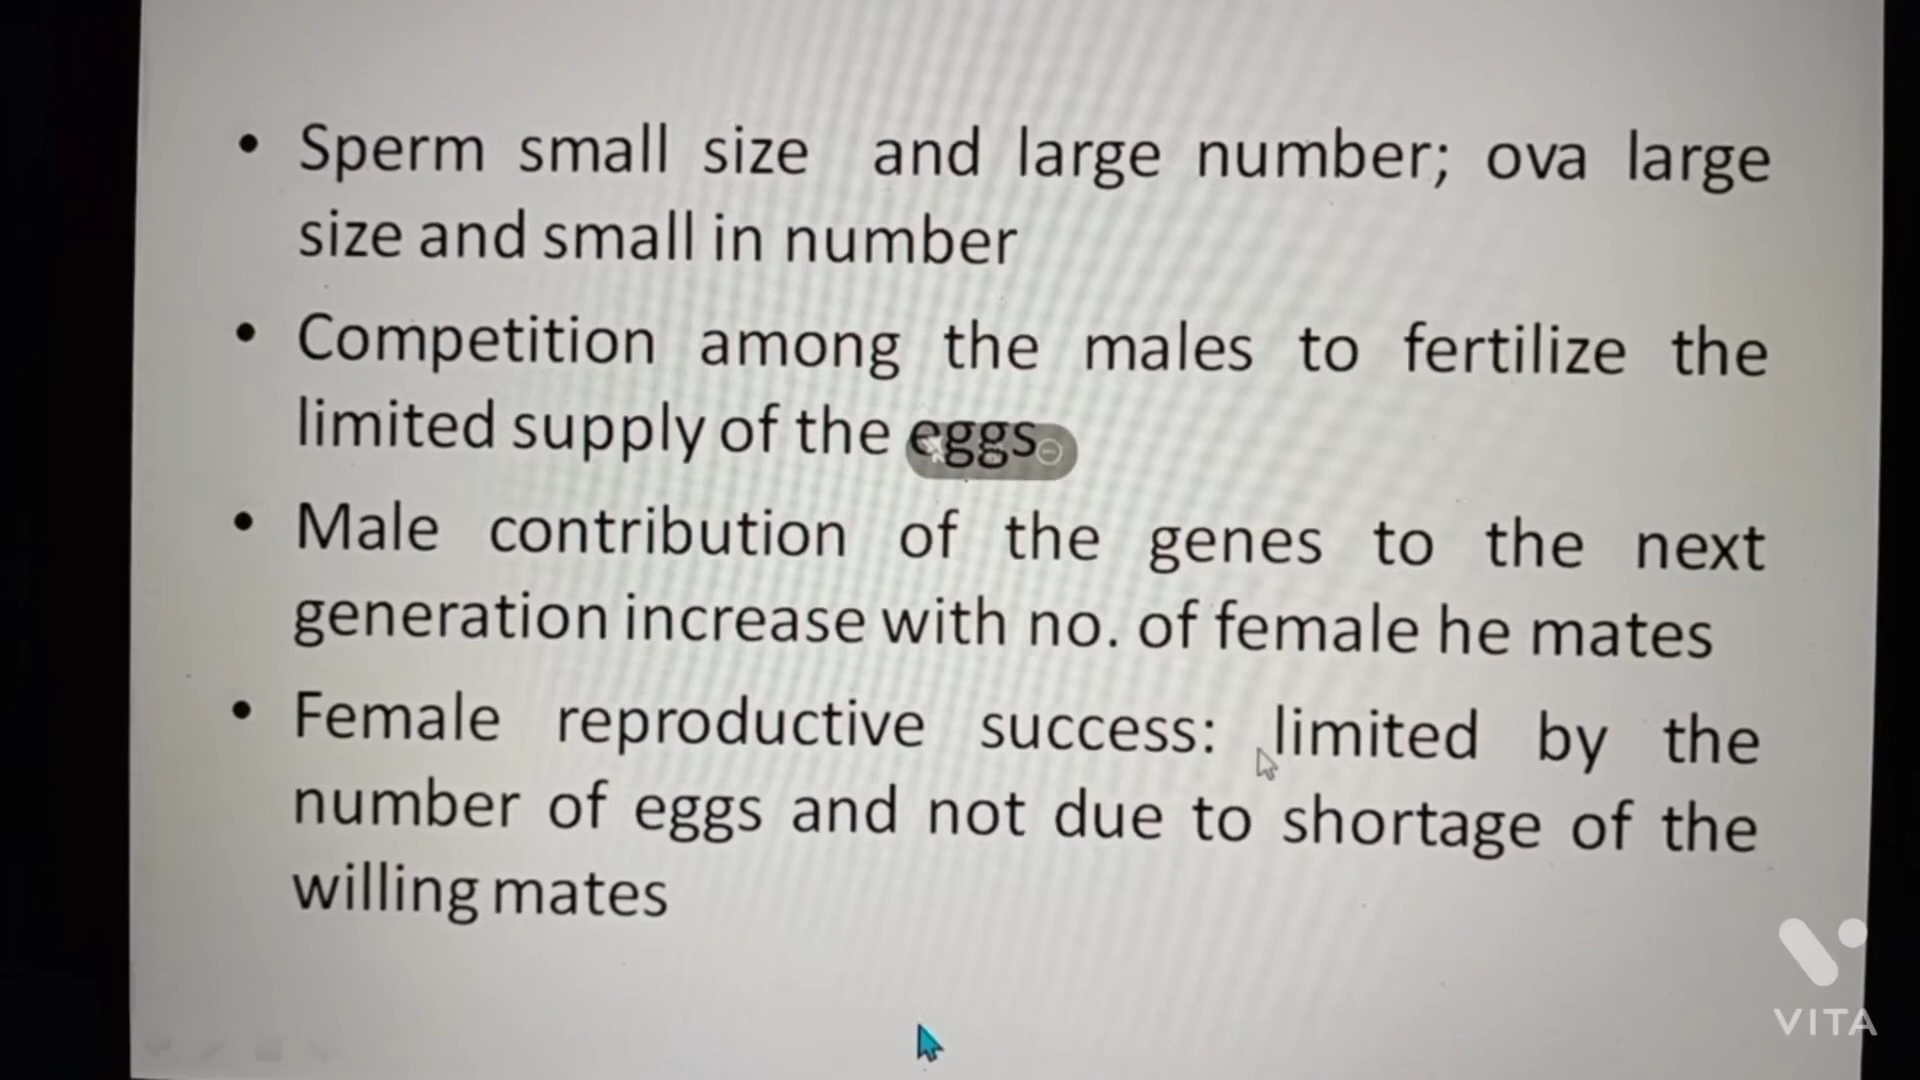 • Sperm small size and large number; ova large
size and small in number
• Competition among the males to fertilize the
limited supply of the eggs
• Male contribution of the genes to the next
generation increase with no. of female he mates
• Female reproductive success: limited by the
number of eggs and not due to shortage of the
willing mates
VITA